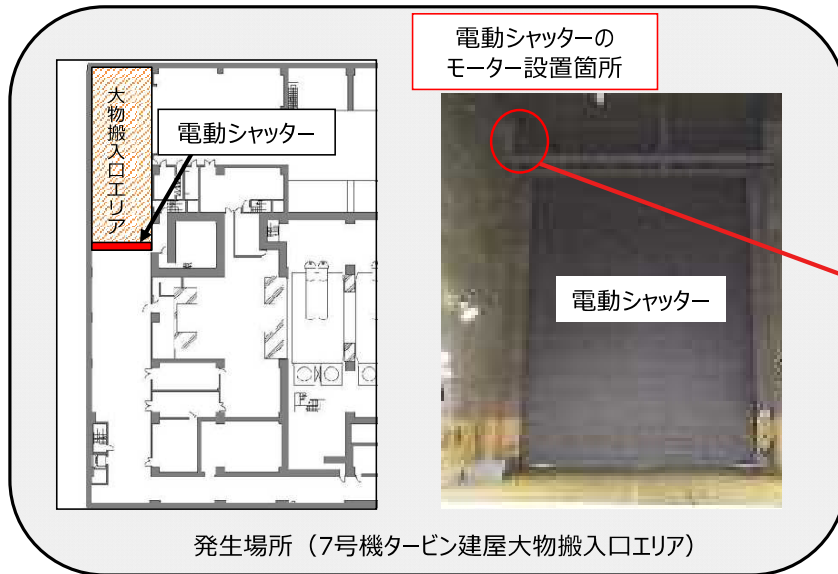 電動シャッターの
モーター設置箇所
大物搬入口エリア
電動シャッター
電動シャッター
発生場所（7号機タービン建屋大物搬入口エリア）